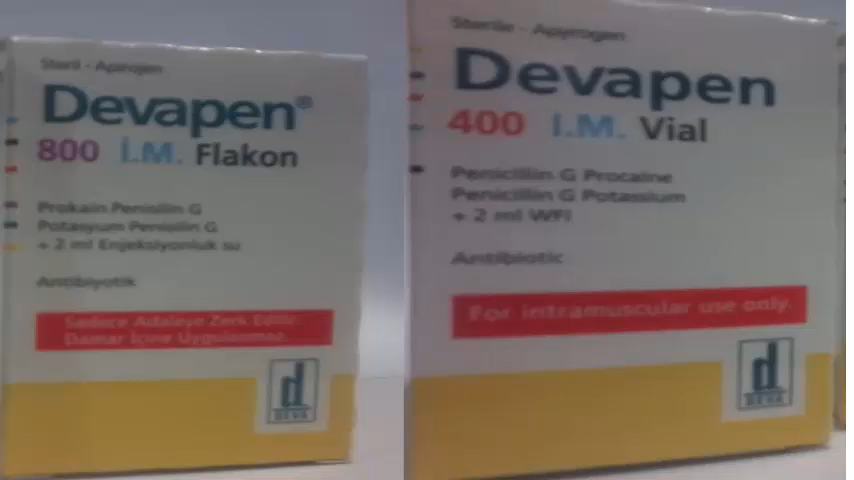 Steril - Apirojen
Devapen®
800 İ.M. Flakon
Prokain Penisilin G
Potasyum Penisilin G
+ 2 ml Enjeksiyonluk su
Antibiyotik
Sadece Adaleye Zerk Edilir.
Damar İçine Uygulanmaz.
DEVA
Sterile - Apyrogen
Devapen
400 I.M. Vial
Penicillin G Procaine
Penicillin G Potassium
+ 2 ml WFI
Antibiotic
For intramuscular use only.
DEVA